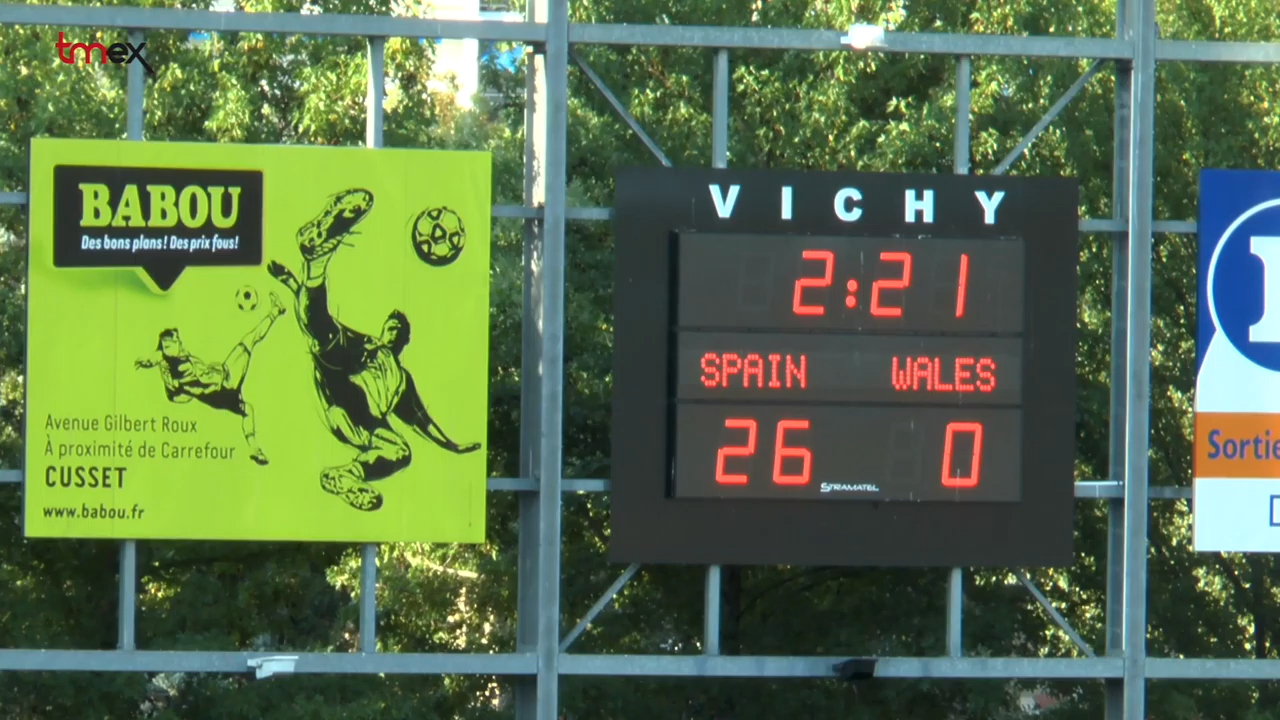 tmex
BABOU
Des bons plans! Des prix fous!
Avenue Gilbert Roux
À proximité de Carrefour
CUSSET
www.babou.fr
VICHY
2:21
SPAIN WALES
26 0
STRAMATEL
Sortie